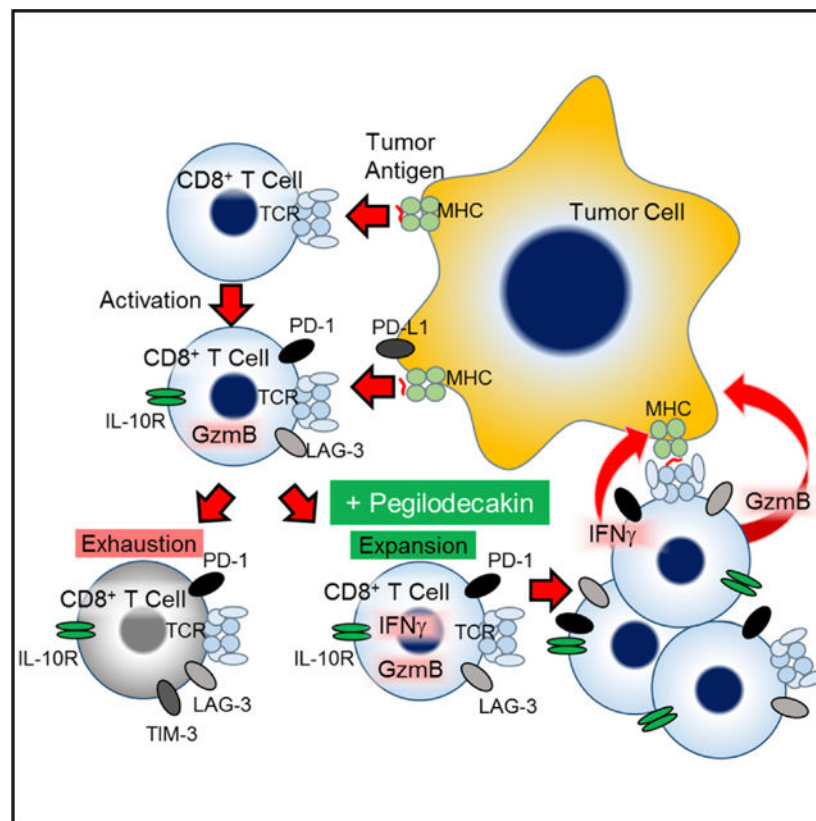 Tumor
Antigen
CD8⁺ T Cell
TCR
MHC
Tumor Cell
Activation
PD-1
PD-L1
CD8⁺ T Cell
TCR
MHC
IL-10R
GzmB
LAG-3
MHC
+ Pegilodecakin
GzmB
IFNγ
Exhaustion
Expansion
PD-1
PD-1
CD8⁺ T Cell
CD8⁺ T Cell
TCR
IFNγ
TCR
IL-10R
IL-10R
GzmB
LAG-3
LAG-3
TIM-3